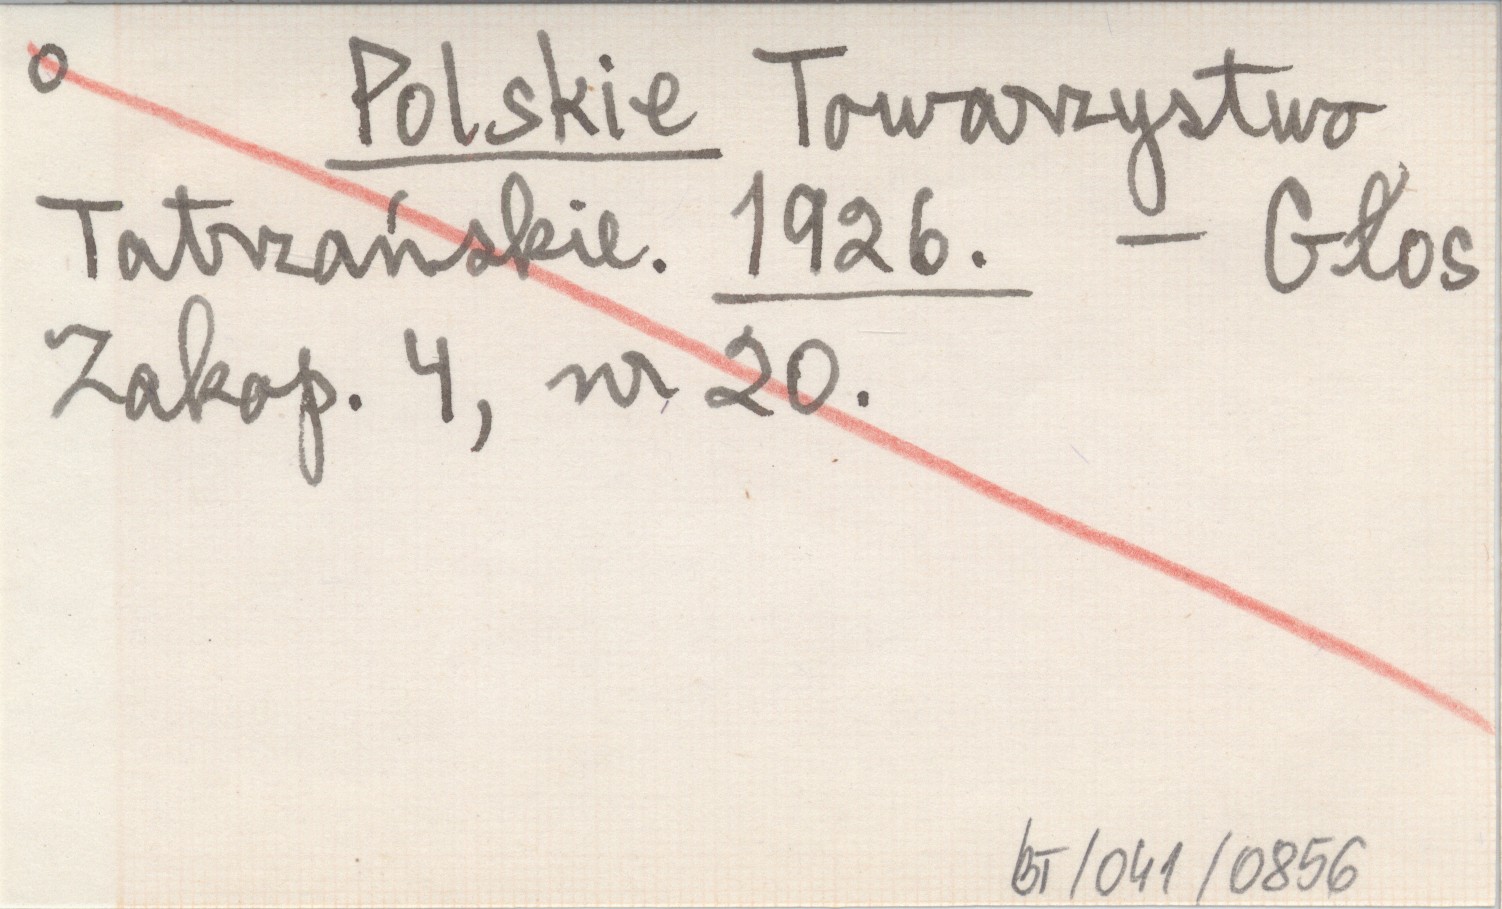 o Polskie Towarzystwo
Tatrzańskie. 1926. – Głos
Zakop. 4, nr 20.
BT/041/0856